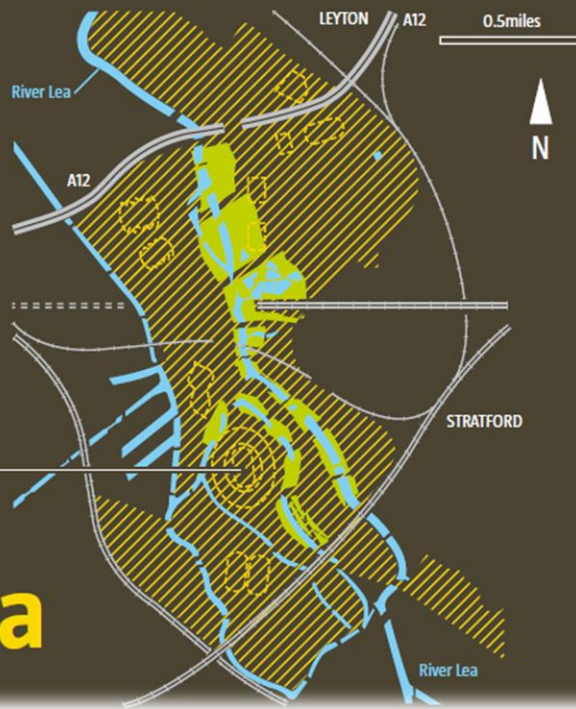 LEYTON
A12
0.5miles
River Lea
N
A12
STRATFORD
a
River Lea